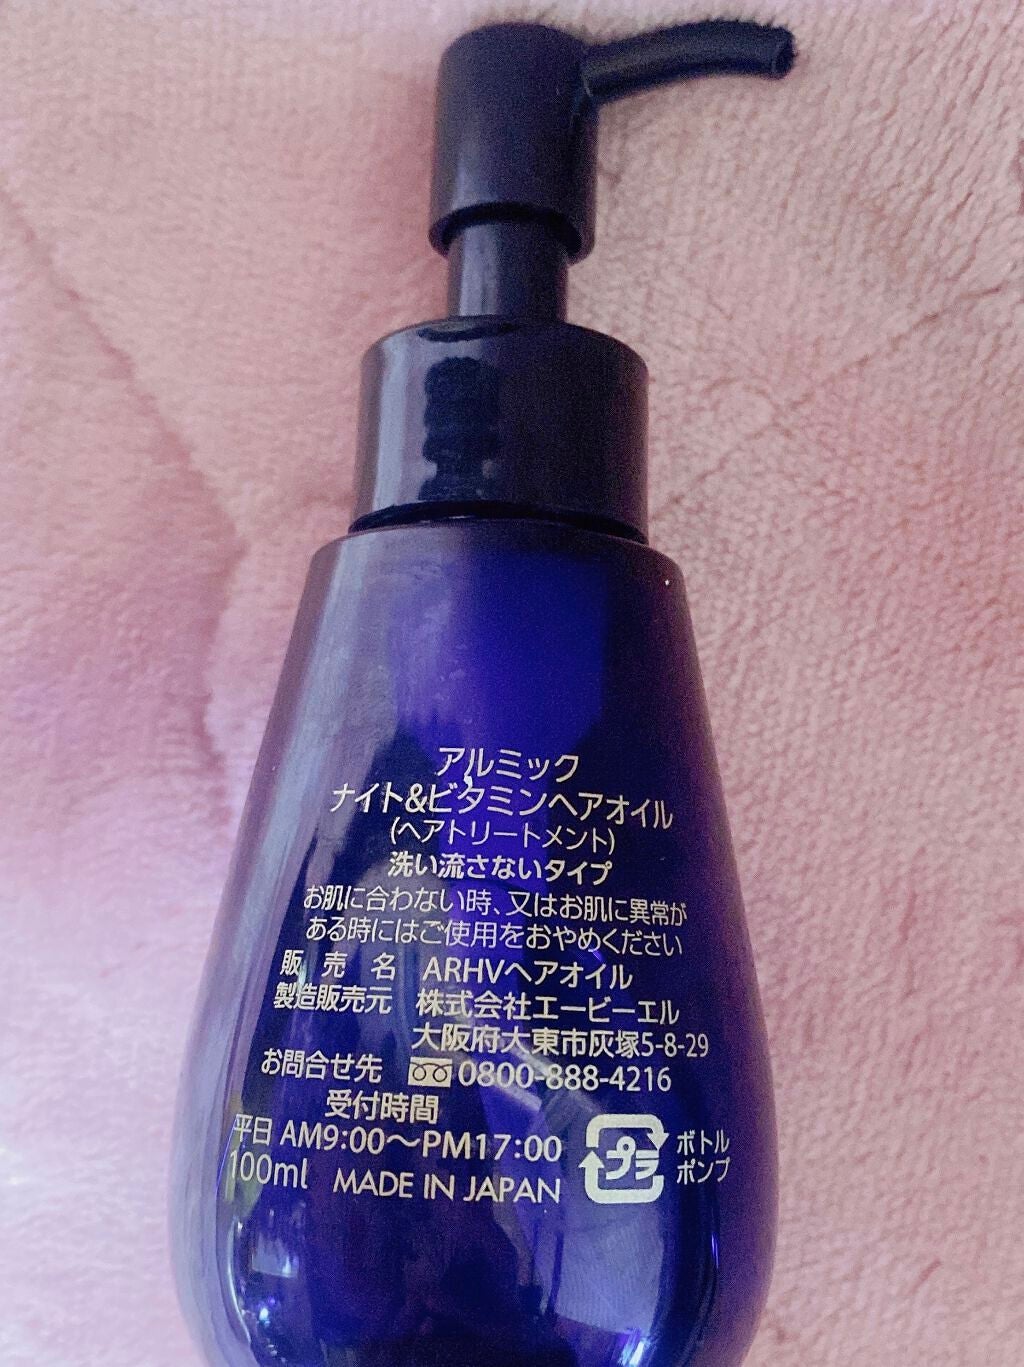 アルミック
ナイト&ビタミンヘアオイル
(ヘアトリートメント)
洗い流さないタイプ
お肌に合わない時、又はお肌に異常が
ある時にはご使用をおやめください
販売名 ARHVヘアオイル
製造販売元 株式会社エービーエル
大阪府大東市灰塚5-8-29
お問合せ先 0800-888-4216
受付時間
平日 AM9:00～PM17:00
100ml MADE IN JAPAN
プラ
ボトル
ポンプ